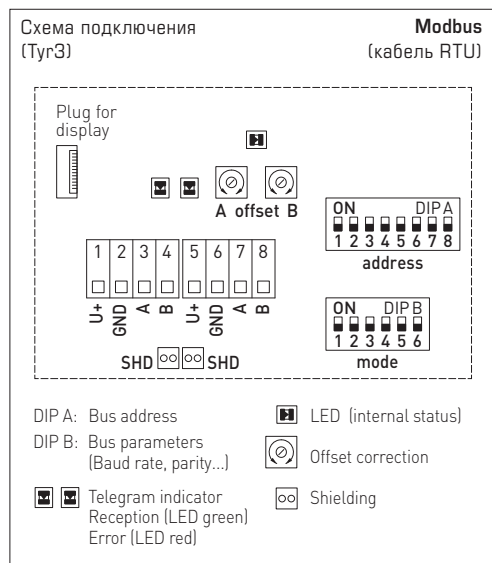 Схема подключения
(Tyr3)
Modbus
(кабель RTU)
Plug for
display
A offset B
ON DIP A
1 2 3 4 5 6 7 8
address
1 2 3 4 5 6 7 8
U+ GND A B U+ GND A B
ON DIP B
1 2 3 4 5 6
mode
SHD SHD
DIP A: Bus address
DIP B: Bus parameters
(Baud rate, parity...)
Telegram indicator
Reception (LED green)
Error (LED red)
LED (internal status)
Offset correction
Shielding